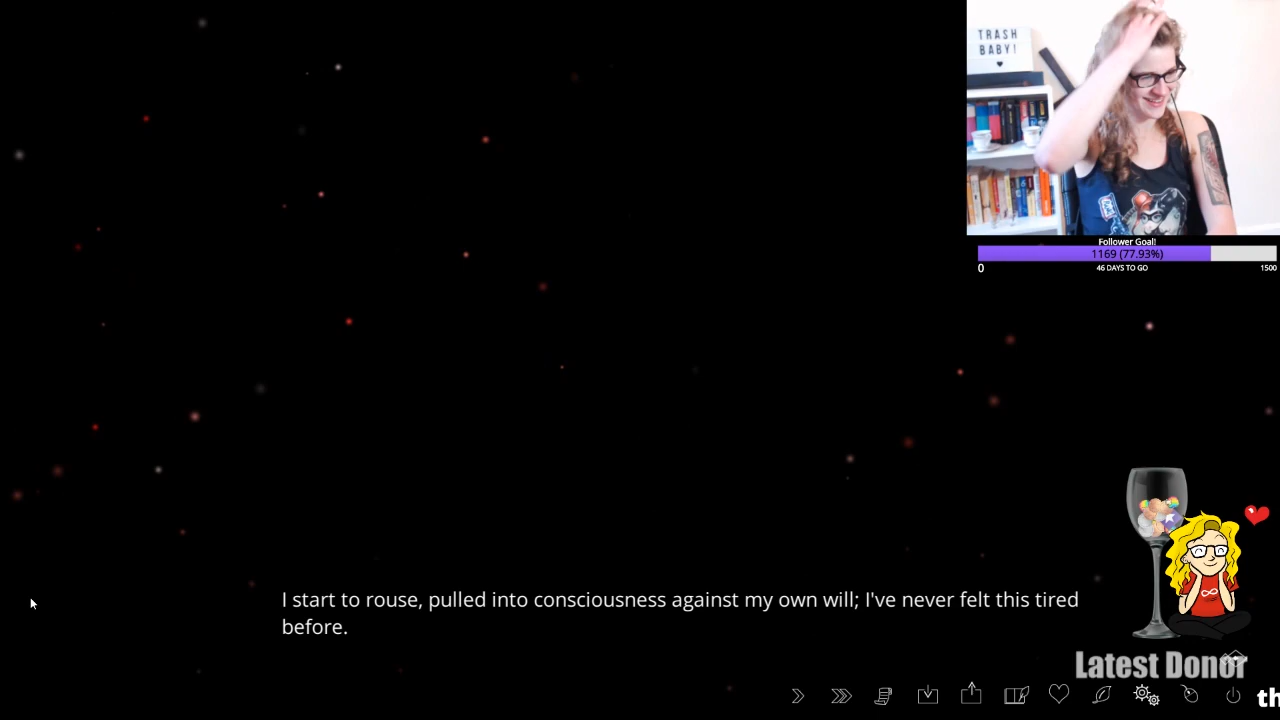 TRASH
BABY!
Follower Goal!
1169 (77.93%)
0
46 DAYS TO GO
1500
I start to rouse, pulled into consciousness against my own will; I've never felt this tired
before.
Latest Donor
th